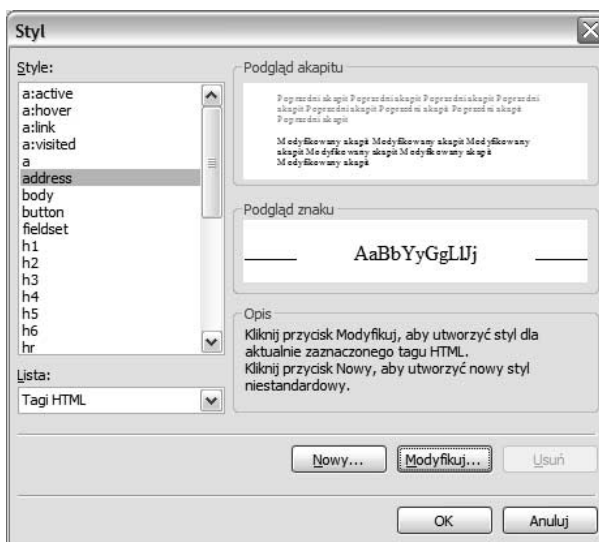 Styl
Style:
a:active
a:hover
a:link
a:visited
a
address
body
button
fieldset
h1
h2
h3
h4
h5
h6
hr
Lista:
Tagi HTML
Podgląd akapitu
Poprzedni akapit Poprzedni akapit Poprzedni akapit Poprzedni
akapit Poprzedni akapit Poprzedni akapit Poprzedni akapit
Poprzedni akapit
Modyfikowany akapit Modyfikowany akapit Modyfikowany
akapit Modyfikowany akapit Modyfikowany akapit
Modyfikowany akapit
Podgląd znaku
AaBbYyGgLlJj
Opis
Kliknij przycisk Modyfikuj, aby utworzyć styl dla
aktualnie zaznaczonego tagu HTML.
Kliknij przycisk Nowy, aby utworzyć nowy styl
niestandardowy.
Nowy... Modyfikuj... Usuń
OK Anuluj